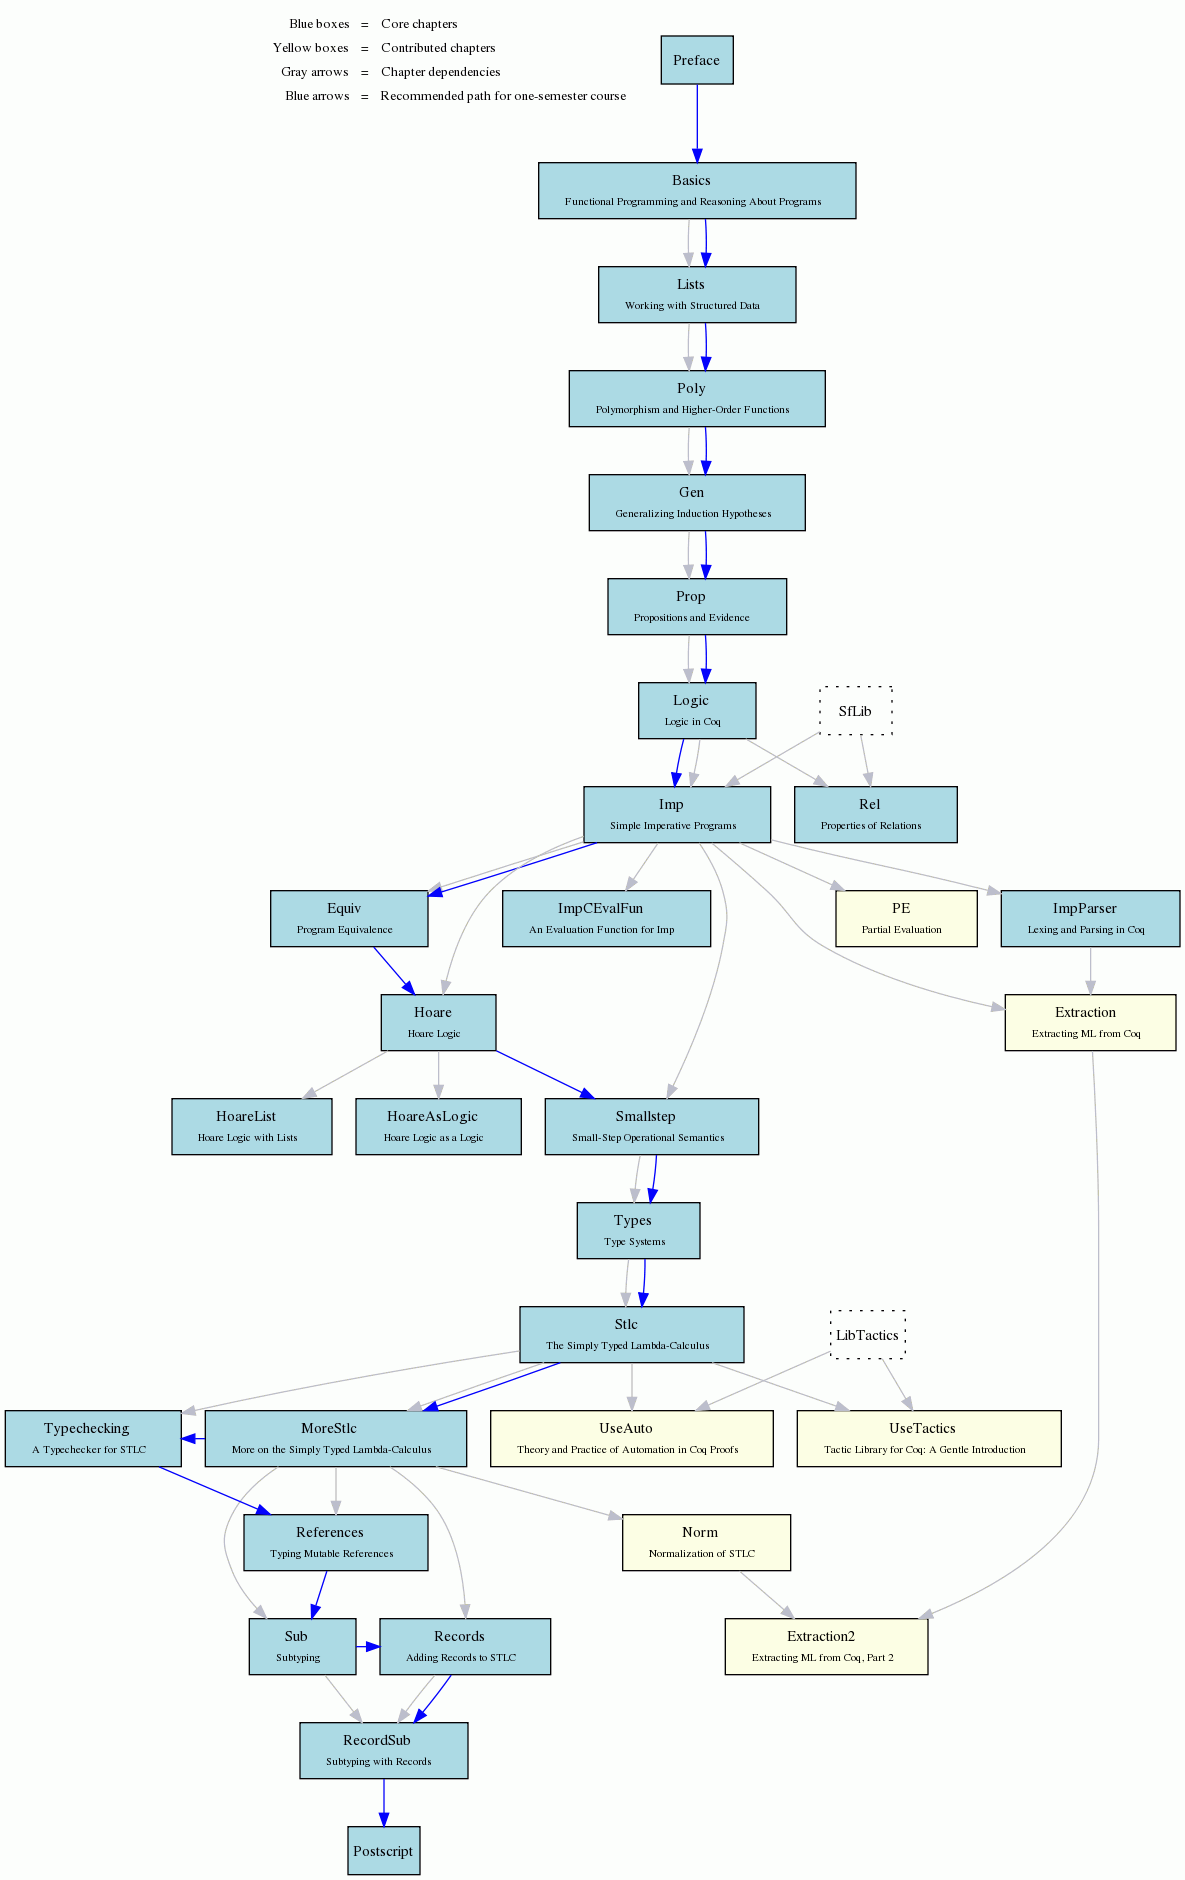 Blue boxes = Core chapters
Yellow boxes = Contributed chapters
Gray arrows = Chapter dependencies
Blue arrows = Recommended path for one-semester course
Preface
Basics
Functional Programming and Reasoning About Programs
Lists
Working with Structured Data
Poly
Polymorphism and Higher-Order Functions
Gen
Generalizing Induction Hypotheses
Prop
Propositions and Evidence
Logic
Logic in Coq
SfLib
Imp
Simple Imperative Programs
Rel
Properties of Relations
Equiv
Program Equivalence
ImpCEvalFun
An Evaluation Function for Imp
PE
Partial Evaluation
ImpParser
Lexing and Parsing in Coq
Hoare
Hoare Logic
Extraction
Extracting ML from Coq
HoareList
Hoare Logic with Lists
HoareAsLogic
Hoare Logic as a Logic
Smallstep
Small-Step Operational Semantics
Types
Type Systems
Stlc
The Simply Typed Lambda-Calculus
LibTactics
Typechecking
A Typechecker for STLC
MoreStlc
More on the Simply Typed Lambda-Calculus
UseAuto
Theory and Practice of Automation in Coq Proofs
UseTactics
Tactic Library for Coq: A Gentle Introduction
References
Typing Mutable References
Norm
Normalization of STLC
Sub
Subtyping
Records
Adding Records to STLC
Extraction2
Extracting ML from Coq, Part 2
RecordSub
Subtyping with Records
Postscript